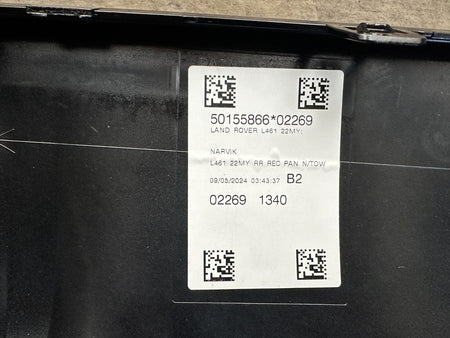 50155866*02269
LAND ROVER L461 22MY;
NARVIK
L461 22MY RR REC PAN N/TOW
09/05/2024 03:43:37 B2
02269 1340